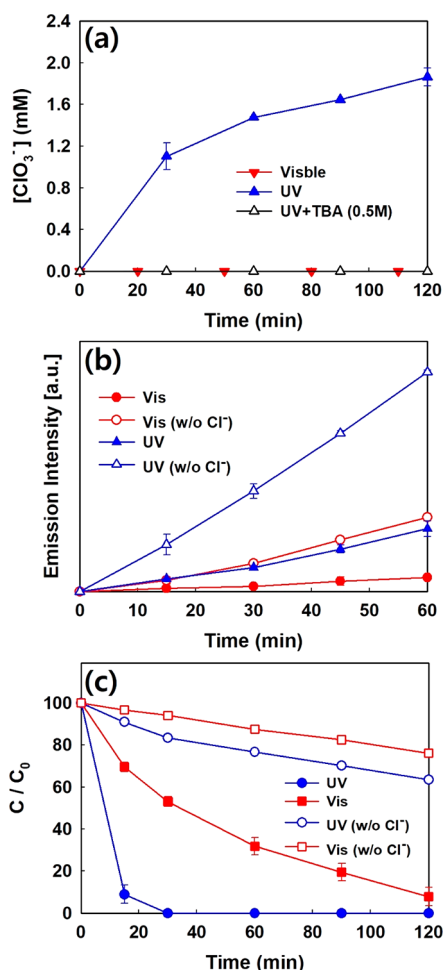 (a)
[ClO₃⁻] (mM)
2.4
2.0
1.6
1.2
0.8
0.4
0.0
Visble
UV
UV+TBA (0.5M)
0 20 40 60 80 100 120
Time (min)
(b)
Emission Intensity [a.u.]
Vis
Vis (w/o Cl⁻)
UV
UV (w/o Cl⁻)
0 10 20 30 40 50 60
Time (min)
(c)
C / C₀
100
80
60
40
20
0
UV
Vis
UV (w/o Cl⁻)
Vis (w/o Cl⁻)
0 20 40 60 80 100 120
Time (min)